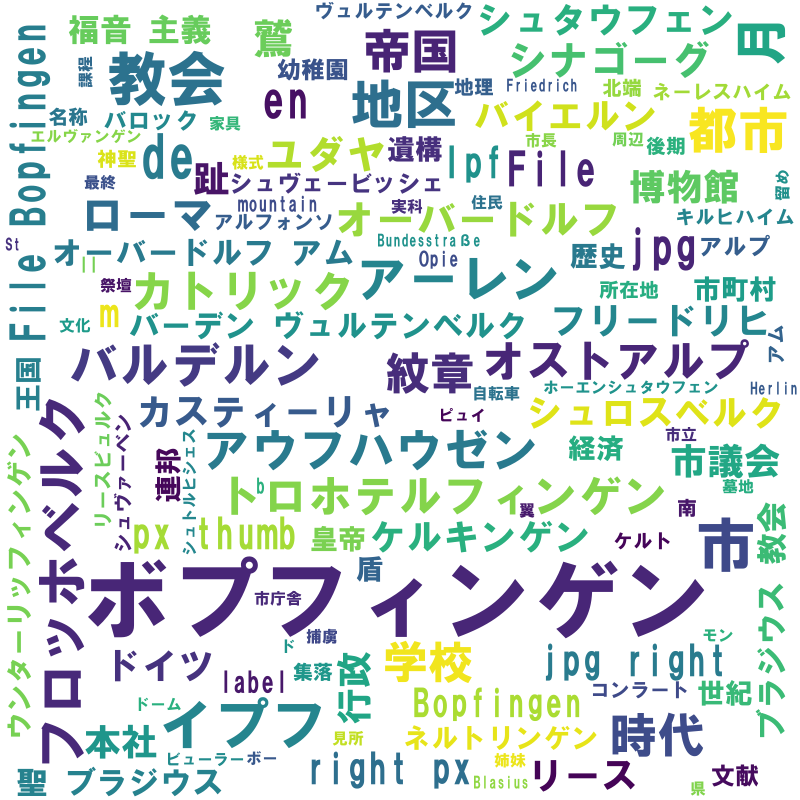 ヴュルテンベルク
シュタウフェン
月
福音 主義
鷲
帝国
シナゴーグ
課程
教会
幼稚園
地理
Friedrich
北端
ネーレスハイム
File Bopfingen
名称
バロック
家具
en
地区
バイエルン
都市
エルヴァンゲン
市長
周辺
後期
神聖
de
様式
ユダヤ
遺構
lpf
File
最終
趾
シュヴェービッシェ
博物館
留め
ローマ
mountain
実科
住民
アルフォンソ
オーバードルフ
キルヒハイム
St
オーバードルフ アム
Bundesstraße
Opie
歴史
jpg
アルプ
祭壇
カトリック
アーレン
所在地
市町村
文化
m
バーデン ヴュルテンベルク
フリードリヒ
アム
王国
バルデルン
紋章
オストアルプ
自転車
ホーエンシュタウフェン
Herlin
フロッホベルク
リースビュルク
カスティーリャ
ピュイ
シュロスベルク
シュヴァーベン
連邦
シュトルヒシェス
アウフハウゼン
経済
市立
市議会
ウンターリッフィンゲン
b
トロホテルフィンゲン
墓地
翼
南
px thumb
皇帝
ケルキンゲン
ケルト
市
ブラジウス 教会
ボプフィンゲン
盾
市庁舎
捕虜
モン
ド
ドイツ
集落
行政
学校
jpg right
label
コンラート
世紀
ドーム
イプフ
Bopfingen
本社
見所
ネルトリンゲン
時代
ビューラー
ボー
姉妹
聖
ブラジウス
right px
Blasius
リース
文献
県